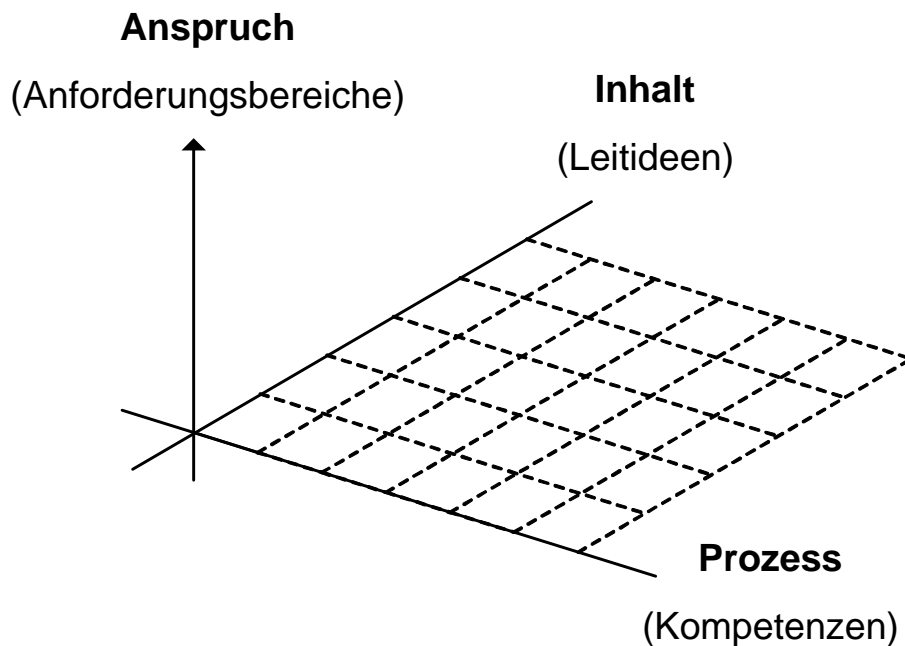 Anspruch
(Anforderungsbereiche)
Inhalt
(Leitideen)
Prozess
(Kompetenzen)